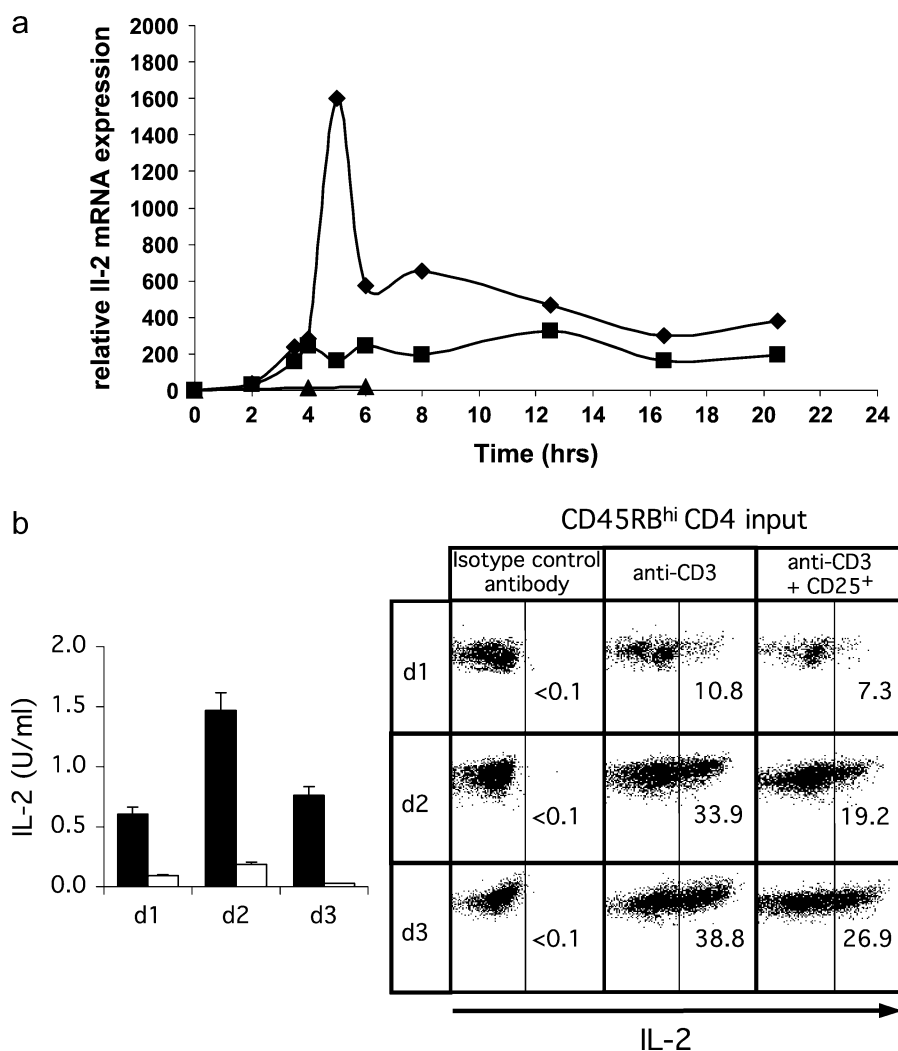 a
relative Il-2 mRNA expression
2000
1800
1600
1400
1200
1000
800
600
400
200
0
0 2 4 6 8 10 12 14 16 18 20 22 24
Time (hrs)
b
CD45RBhi CD4 input
Isotype control
antibody
anti-CD3
anti-CD3
+ CD25+
IL-2 (U/ml)
2.0
1.5
1.0
0.5
0.0
d1 d2 d3
d1
<0.1
10.8
7.3
d2
<0.1
33.9
19.2
d3
<0.1
38.8
26.9
IL-2